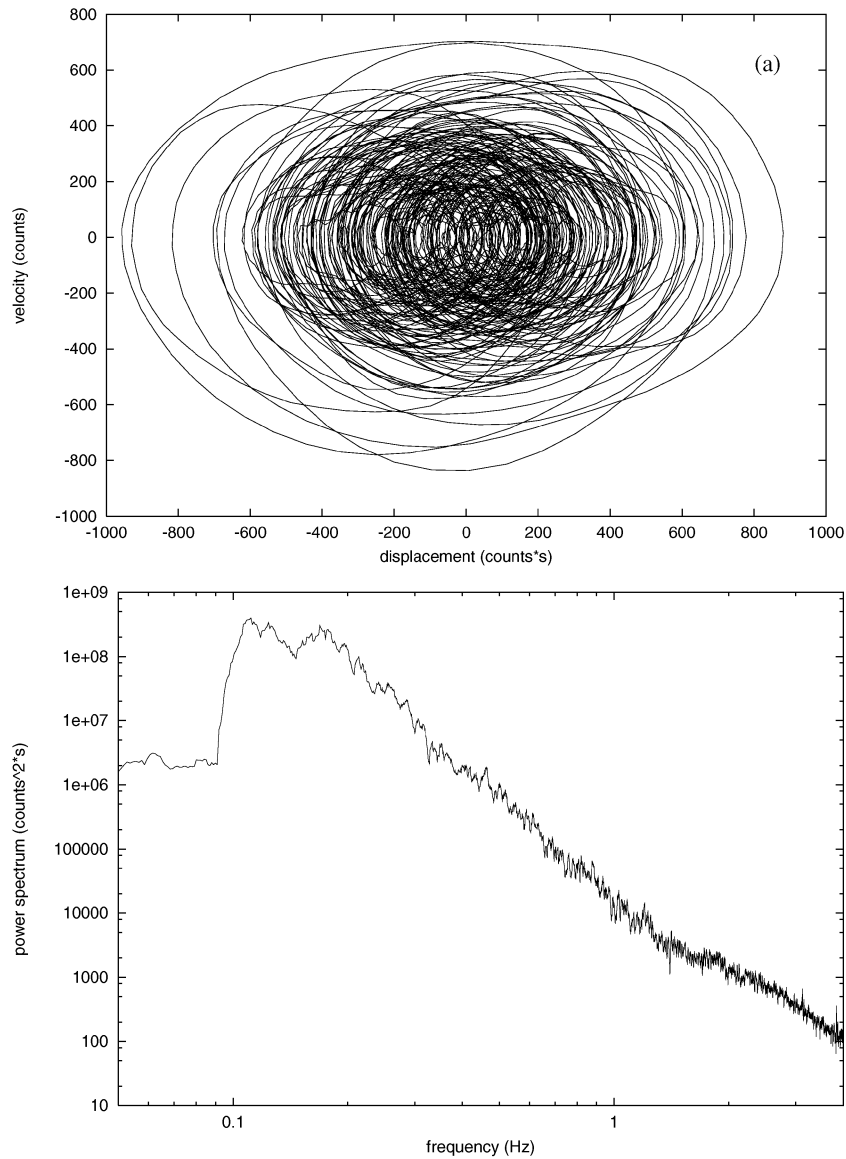 800
600
400
200
0
-200
-400
-600
-800
-1000
velocity (counts)
(a)
-1000 -800 -600 -400 -200 0 200 400 600 800 1000
displacement (counts*s)
1e+09
1e+08
1e+07
1e+06
100000
10000
1000
100
10
power spectrum (counts^2*s)
0.1 1
frequency (Hz)